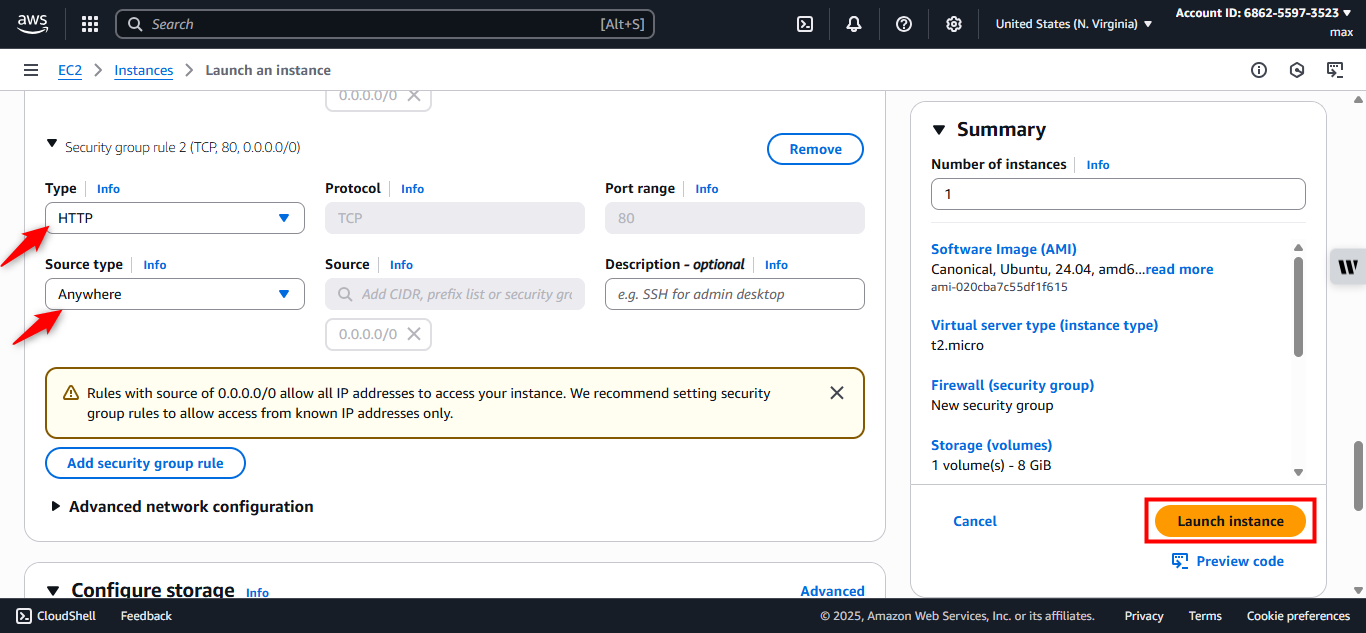 aws
Search
[Alt+S]
United States (N. Virginia)
Account ID: 6862-5597-3523
max
EC2
Instances
Launch an instance
0.0.0.0/0
Security group rule 2 (TCP, 80, 0.0.0.0/0)
Remove
Type
Info
Protocol
Info
Port range
Info
HTTP
TCP
80
Source type
Info
Source
Info
Description - optional
Info
Anywhere
Add CIDR, prefix list or security gr
e.g. SSH for admin desktop
0.0.0.0/0
Rules with source of 0.0.0.0/0 allow all IP addresses to access your instance. We recommend setting security
group rules to allow access from known IP addresses only.
Add security group rule
Advanced network configuration
Configure storage
Info
Advanced
Summary
Number of instances
Info
1
Software Image (AMI)
Canonical, Ubuntu, 24.04, amd6...read more
ami-020cba7c55df1f615
Virtual server type (instance type)
t2.micro
Firewall (security group)
New security group
Storage (volumes)
1 volume(s) - 8 GiB
Cancel
Launch instance
Preview code
W
CloudShell
Feedback
© 2025, Amazon Web Services, Inc. or its affiliates.
Privacy
Terms
Cookie preferences